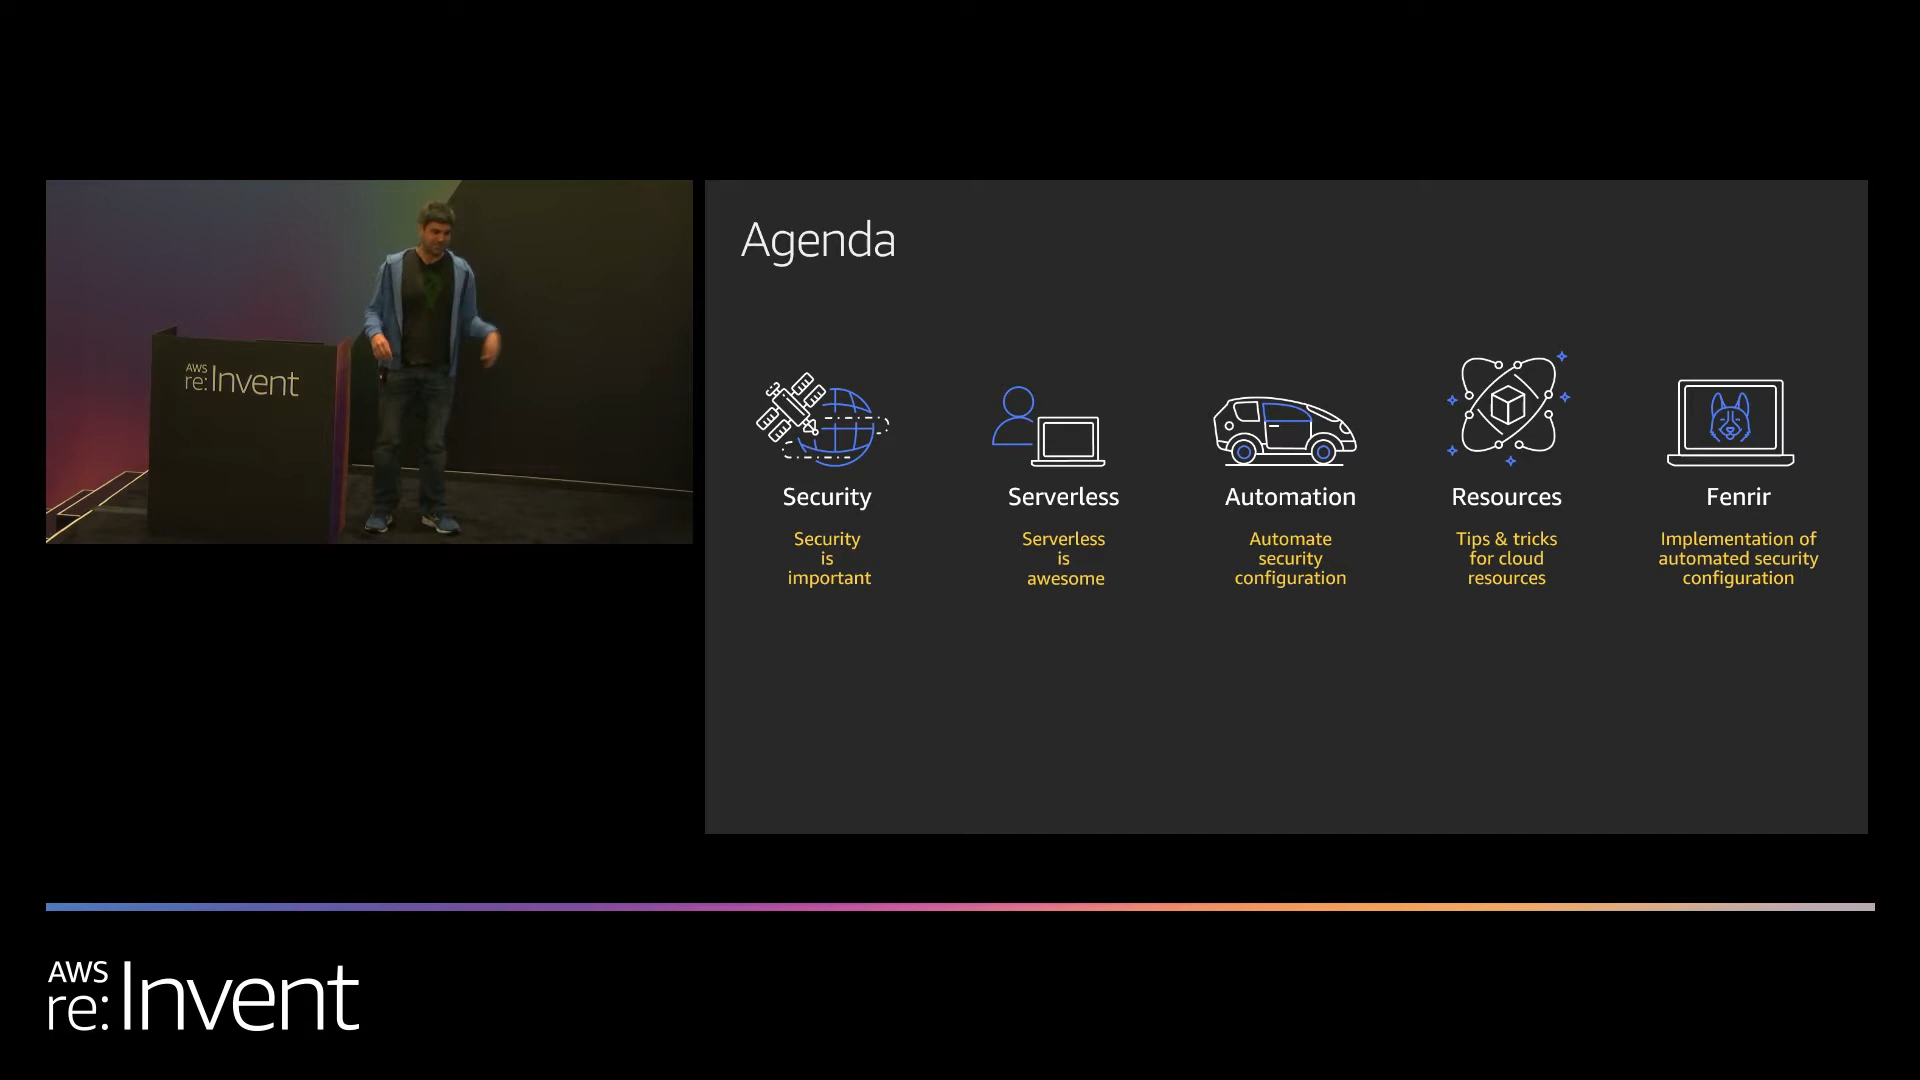 AWS
re:Invent
Agenda
Security
Security
is
important
Serverless
Serverless
is
awesome
Automation
Automate
security
configuration
Resources
Tips & tricks
for cloud
resources
Fenrir
Implementation of
automated security
configuration
AWS
re:Invent